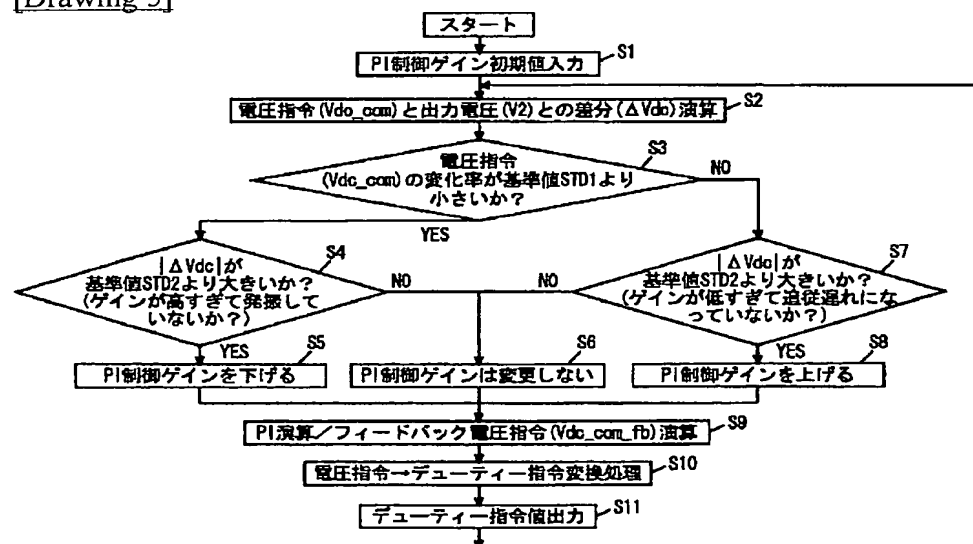 [Drawing 5]
スタート
PI制御ゲイン初期値入力
S1
電圧指令(Vdc_com)と出力電圧(V2)との差分(ΔVdc)演算
S2
電圧指令
(Vdc_com)の変化率が基準値STD1より
小さいか?
S3
NO
YES
|ΔVdc|が
基準値STD2より大きいか?
(ゲインが高すぎて発振して
いないか?)
S4
NO
YES
NO
|ΔVdc|が
基準値STD2より大きいか?
(ゲインが低すぎて追従遅れにな
っていないか?)
S7
YES
PI制御ゲインを下げる
S5
PI制御ゲインは変更しない
S6
PI制御ゲインを上げる
S8
PI演算/フィードバック電圧指令(Vdc_com_fb)演算
S9
電圧指令→デューティー指令変換処理
S10
デューティー指令値出力
S11